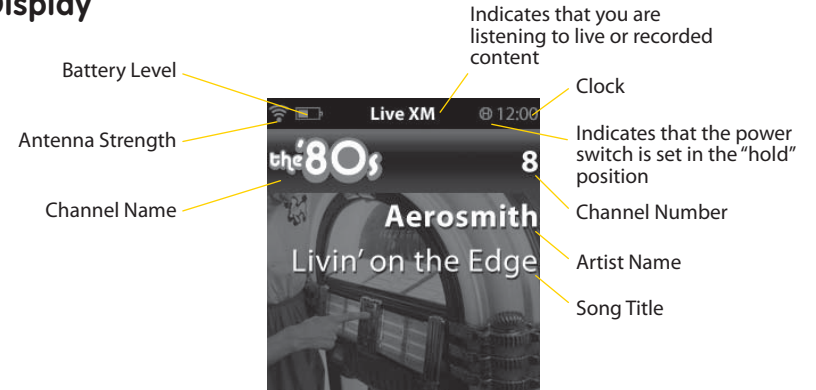 Display
Indicates that you are
listening to live or recorded
content
Battery Level
Clock
Live XM
12:00
Antenna Strength
Indicates that the power
switch is set in the “hold”
position
the ’80s
8
Channel Name
Channel Number
Aerosmith
Artist Name
Livin’ on the Edge
Song Title